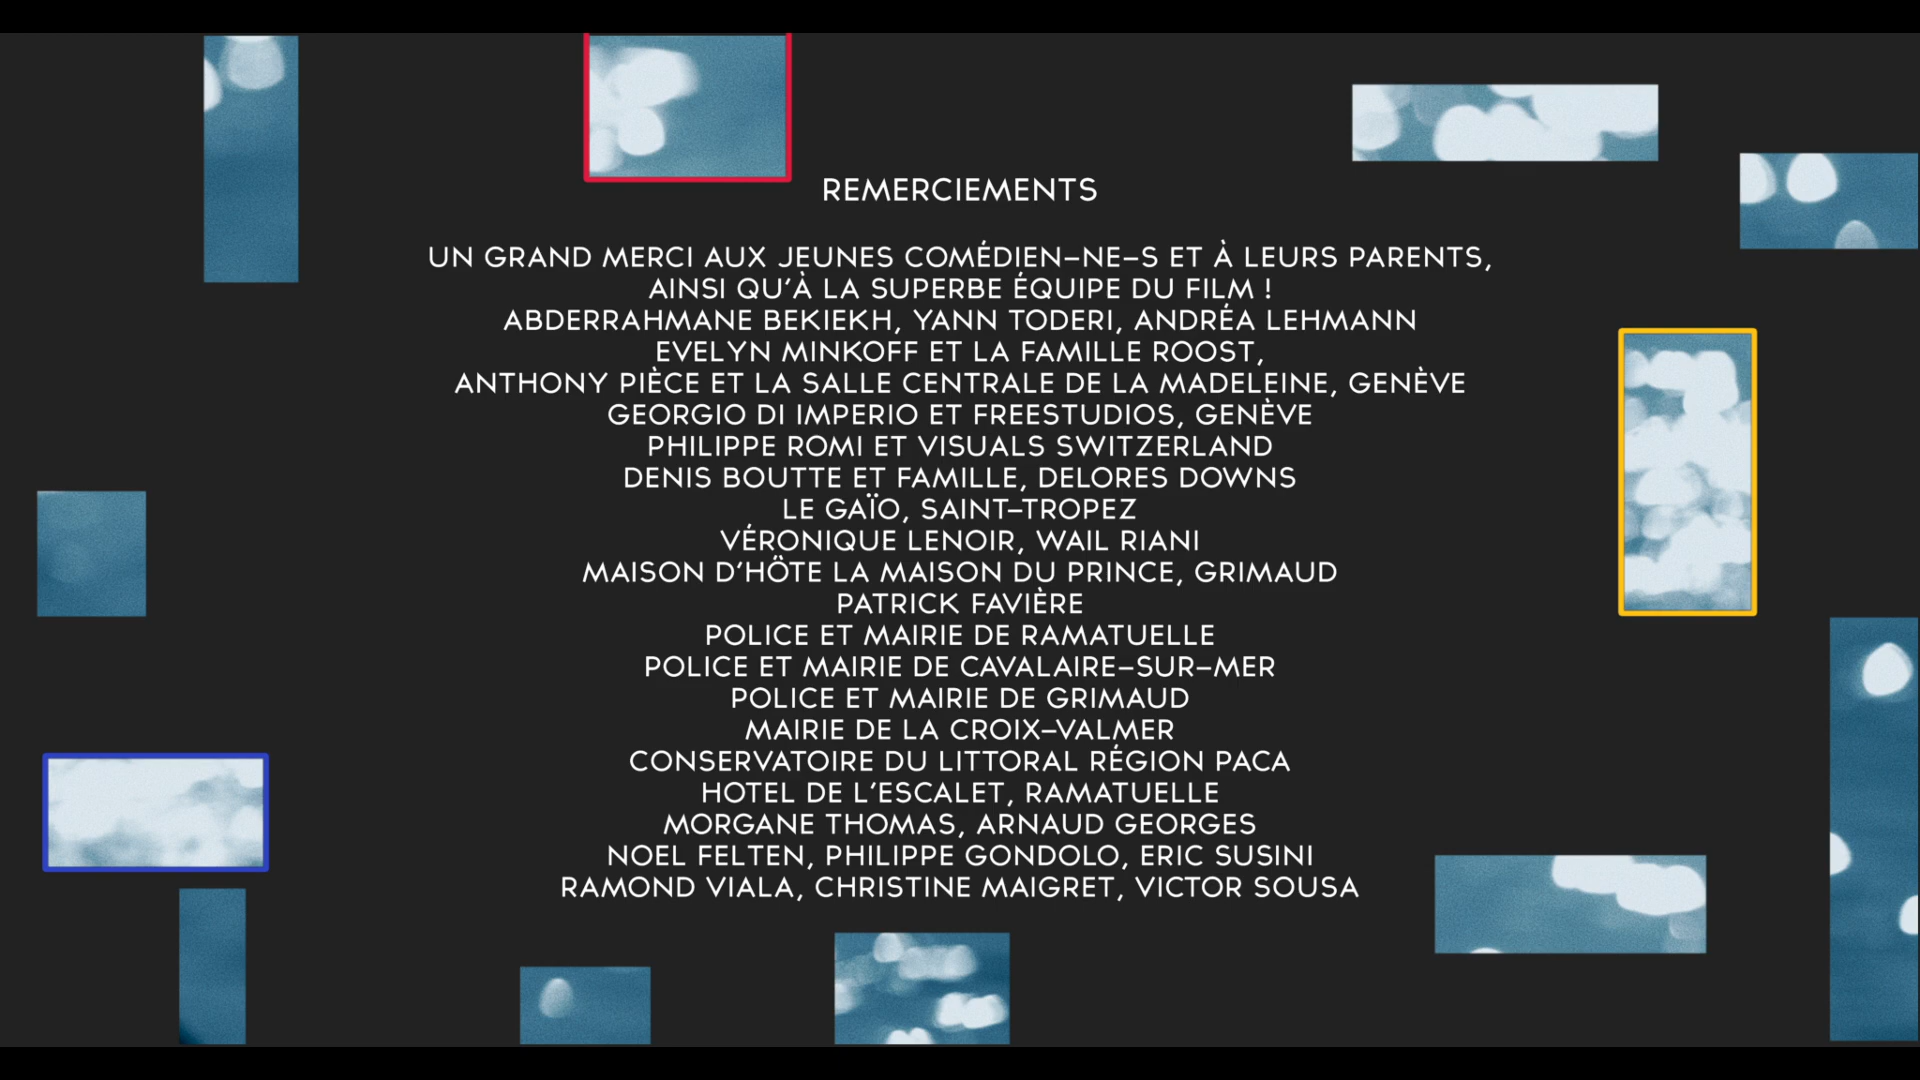 REMERCIEMENTS
UN GRAND MERCI AUX JEUNES COMÉDIEN–NE–S ET À LEURS PARENTS,
AINSI QU'À LA SUPERBE ÉQUIPE DU FILM !
ABDERRAHMANE BEKIEKH, YANN TODERI, ANDRÉA LEHMANN
EVELYN MINKOFF ET LA FAMILLE ROOST,
ANTHONY PIÈCE ET LA SALLE CENTRALE DE LA MADELEINE, GENÈVE
GEORGIO DI IMPERIO ET FREESTUDIOS, GENÈVE
PHILIPPE ROMI ET VISUALS SWITZERLAND
DENIS BOUTTE ET FAMILLE, DELORES DOWNS
LE GAÏO, SAINT–TROPEZ
VÉRONIQUE LENOIR, WAIL RIANI
MAISON D'HÖTE LA MAISON DU PRINCE, GRIMAUD
PATRICK FAVIÈRE
POLICE ET MAIRIE DE RAMATUELLE
POLICE ET MAIRIE DE CAVALAIRE–SUR–MER
POLICE ET MAIRIE DE GRIMAUD
MAIRIE DE LA CROIX–VALMER
CONSERVATOIRE DU LITTORAL RÉGION PACA
HOTEL DE L'ESCALET, RAMATUELLE
MORGANE THOMAS, ARNAUD GEORGES
NOEL FELTEN, PHILIPPE GONDOLO, ERIC SUSINI
RAMOND VIALA, CHRISTINE MAIGRET, VICTOR SOUSA